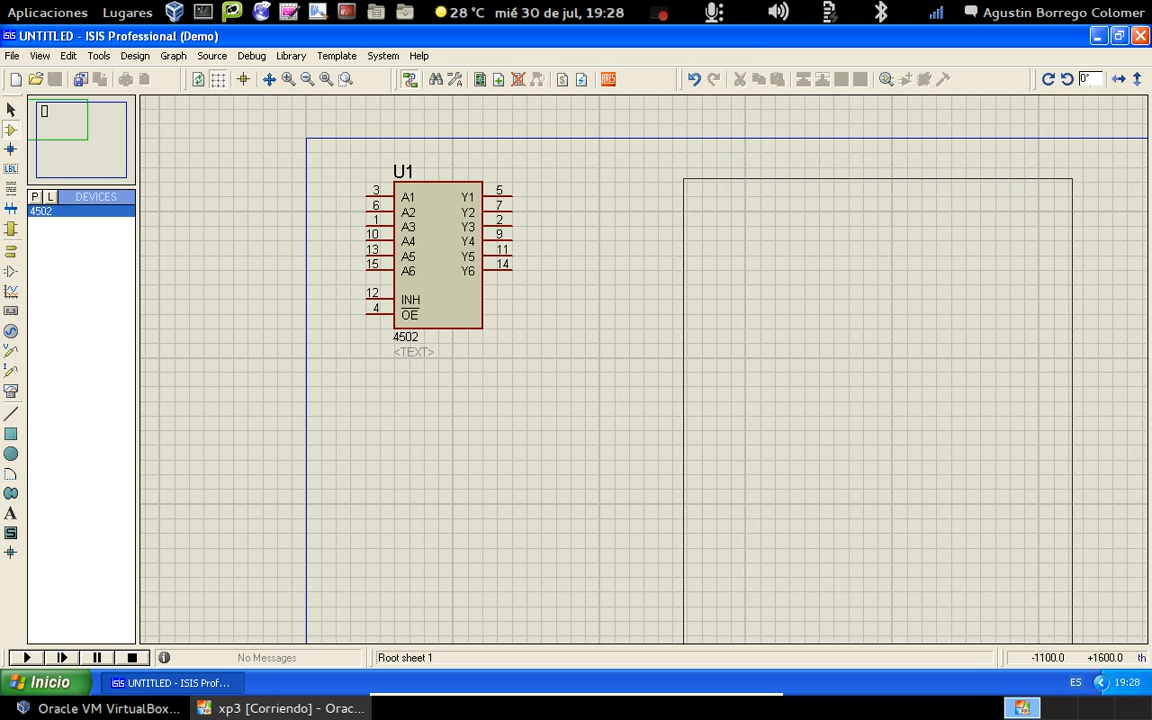 Aplicaciones Lugares 28 °C mié 30 de jul, 19:28 Agustin Borrego Colomer
UNTITLED - ISIS Professional (Demo)
File View Edit Tools Design Graph Source Debug Library Template System Help
LBL
ARES
0°
P L DEVICES
4502
U1
3 A1 Y1 5
6 A2 Y2 7
1 A3 Y3 2
10 A4 Y4 9
13 A5 Y5 11
15 A6 Y6 14
12 INH
4 OE
4502
<TEXT>
A
S
No Messages Root sheet 1 -1100.0 +1600.0 th
Inicio ISIS UNTITLED - ISIS Prof... ES 19:28
Oracle VM VirtualBox... xp3 [Corriendo] - Orac...